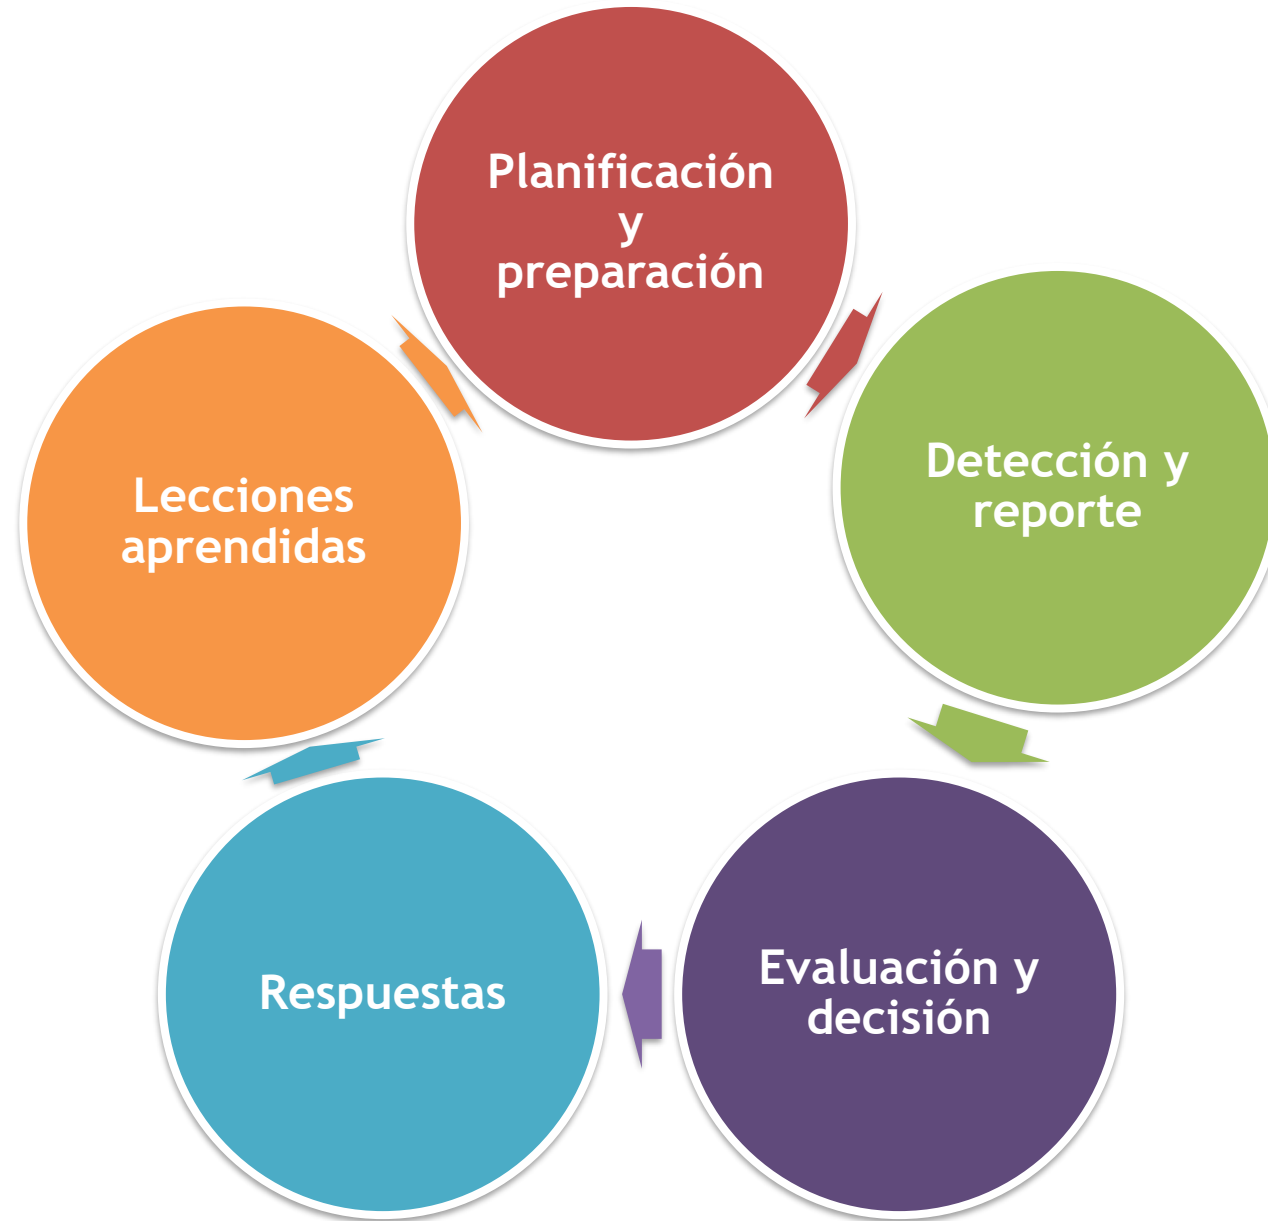 Planificación
y
preparación
Detección y
reporte
Evaluación y
decisión
Respuestas
Lecciones
aprendidas